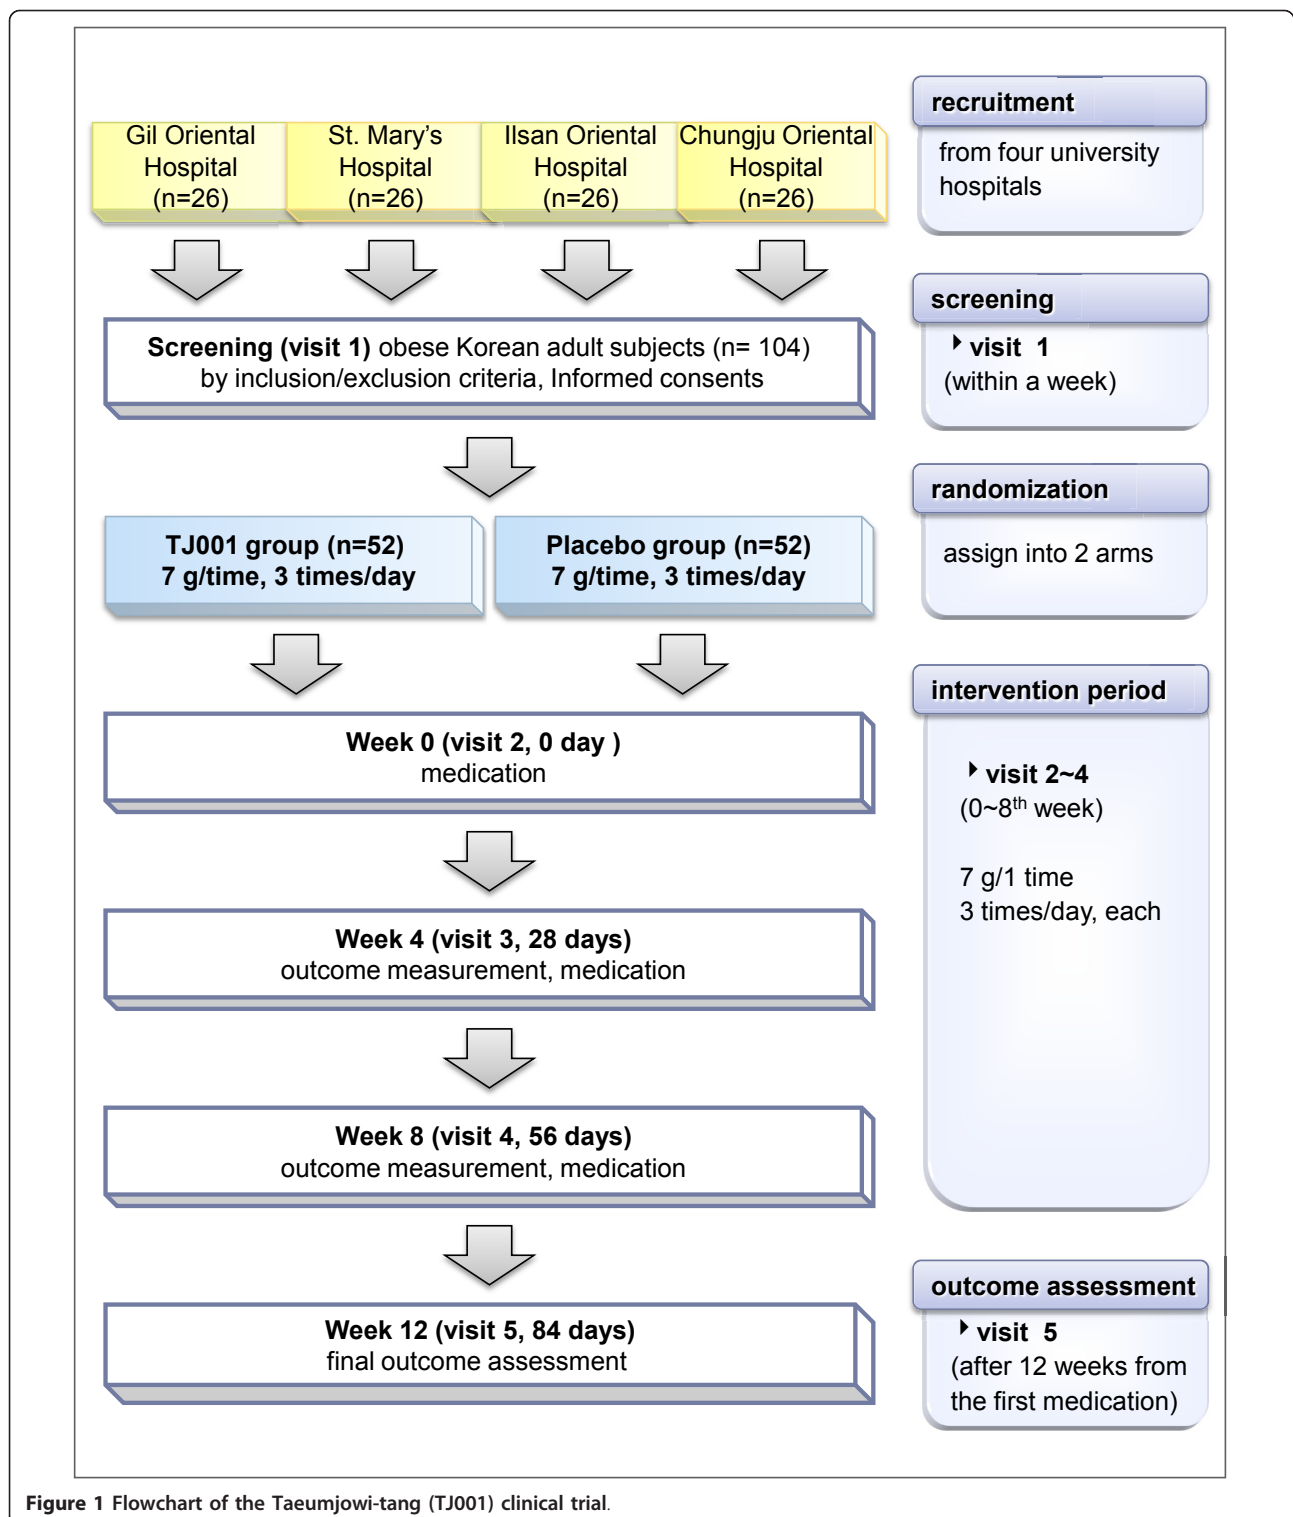 Gil Oriental
Hospital
(n=26)
St. Mary's
Hospital
(n=26)
Ilsan Oriental
Hospital
(n=26)
Chungju Oriental
Hospital
(n=26)
recruitment
from four university
hospitals
Screening (visit 1) obese Korean adult subjects (n= 104)
by inclusion/exclusion criteria, Informed consents
screening
visit 1
(within a week)
TJ001 group (n=52)
7 g/time, 3 times/day
Placebo group (n=52)
7 g/time, 3 times/day
randomization
assign into 2 arms
Week 0 (visit 2, 0 day )
medication
Week 4 (visit 3, 28 days)
outcome measurement, medication
Week 8 (visit 4, 56 days)
outcome measurement, medication
intervention period
visit 2~4
(0~8th week)
7 g/1 time
3 times/day, each
Week 12 (visit 5, 84 days)
final outcome assessment
outcome assessment
visit 5
(after 12 weeks from
the first medication)
Figure 1 Flowchart of the Taeumjowi-tang (TJ001) clinical trial.